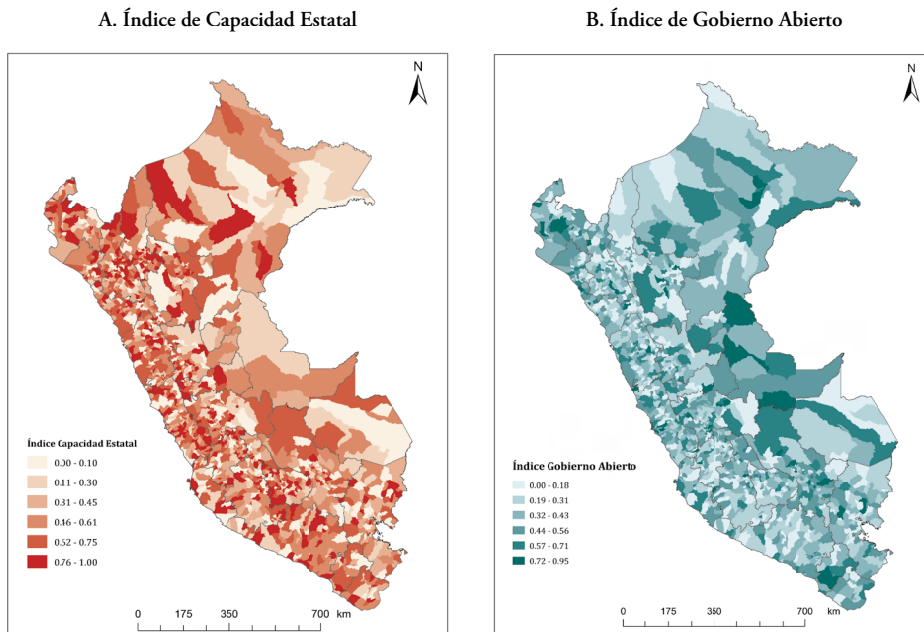 A. Índice de Capacidad Estatal
B. Índice de Gobierno Abierto
N
N
Índice Capacidad Estatal
0.00 - 0.10
0.11 - 0.30
0.31 - 0.45
0.16 - 0.61
0.52 - 0.75
0.76 - 1.00
0 175 350 700 km
Índice Gobierno Abierto
0.00 - 0.18
0.19 - 0.31
0.32 - 0.43
0.44 - 0.56
0.57 - 0.71
0.72 - 0.95
0 175 350 700 km